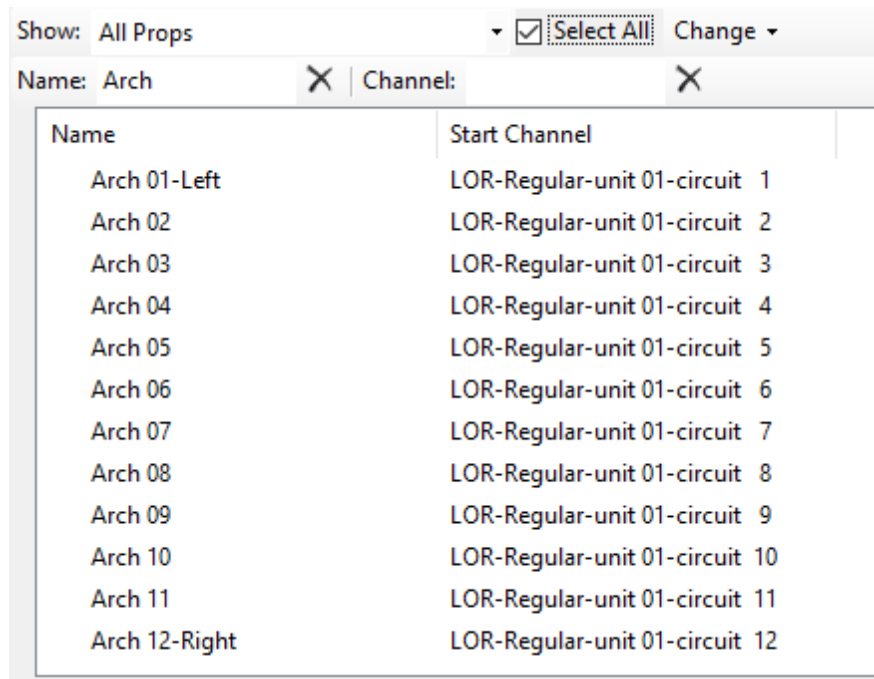 Show: All Props Select All Change
Name: Arch Channel:
Name Start Channel
Arch 01-Left LOR-Regular-unit 01-circuit 1
Arch 02 LOR-Regular-unit 01-circuit 2
Arch 03 LOR-Regular-unit 01-circuit 3
Arch 04 LOR-Regular-unit 01-circuit 4
Arch 05 LOR-Regular-unit 01-circuit 5
Arch 06 LOR-Regular-unit 01-circuit 6
Arch 07 LOR-Regular-unit 01-circuit 7
Arch 08 LOR-Regular-unit 01-circuit 8
Arch 09 LOR-Regular-unit 01-circuit 9
Arch 10 LOR-Regular-unit 01-circuit 10
Arch 11 LOR-Regular-unit 01-circuit 11
Arch 12-Right LOR-Regular-unit 01-circuit 12